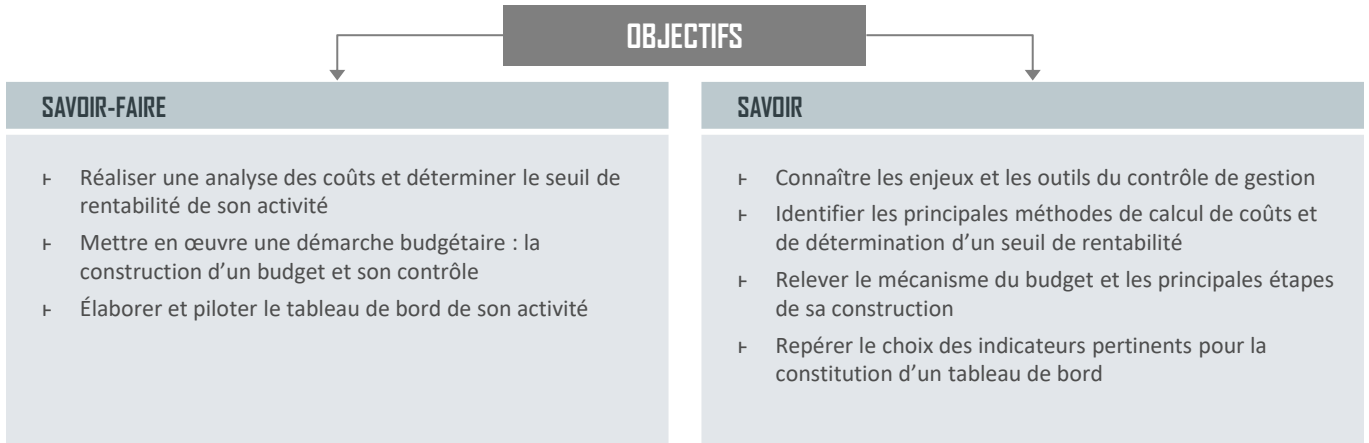 OBJECTIFS
SAVOIR-FAIRE
⊦ Réaliser une analyse des coûts et déterminer le seuil de
rentabilité de son activité
⊦ Mettre en œuvre une démarche budgétaire : la
construction d’un budget et son contrôle
⊦ Élaborer et piloter le tableau de bord de son activité
SAVOIR
⊦ Connaître les enjeux et les outils du contrôle de gestion
⊦ Identifier les principales méthodes de calcul de coûts et
de détermination d’un seuil de rentabilité
⊦ Relever le mécanisme du budget et les principales étapes
de sa construction
⊦ Repérer le choix des indicateurs pertinents pour la
constitution d’un tableau de bord